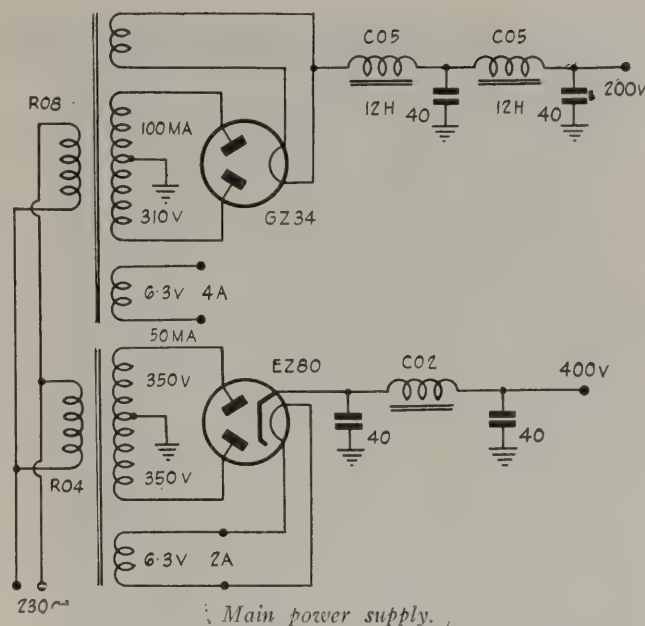 C05
C05
R08
200V
12H
40
12H
40
100MA
310V
GZ34
6.3V 4A
50MA
350V
EZ80
C02
400V
40
40
350V
R04
6.3V 2A
230~
Main power supply.